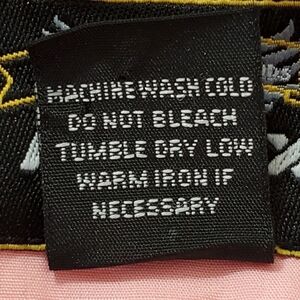 MACHINE WASH COLD
DO NOT BLEACH
TUMBLE DRY LOW
WARM IRON IF
NECESSARY